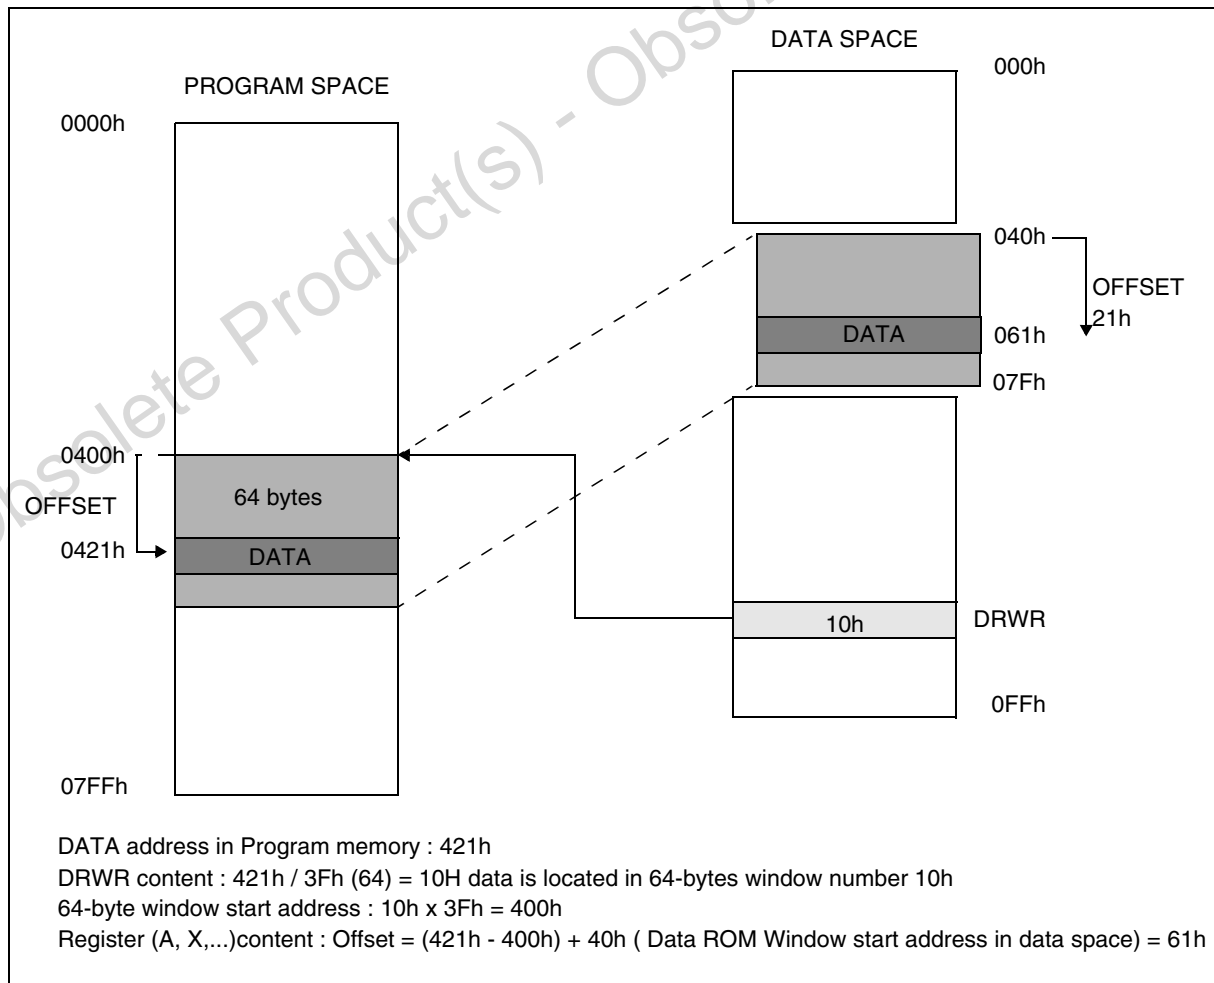 Obsolete Product(s) - Obso
DATA SPACE
000h
PROGRAM SPACE
0000h
040h
OFFSET
21h
DATA
061h
07Fh
0400h
64 bytes
OFFSET
0421h
DATA
10h
DRWR
0FFh
07FFh
DATA address in Program memory : 421h
DRWR content : 421h / 3Fh (64) = 10H data is located in 64-bytes window number 10h
64-byte window start address : 10h x 3Fh = 400h
Register (A, X,...)content : Offset = (421h - 400h) + 40h ( Data ROM Window start address in data space) = 61h